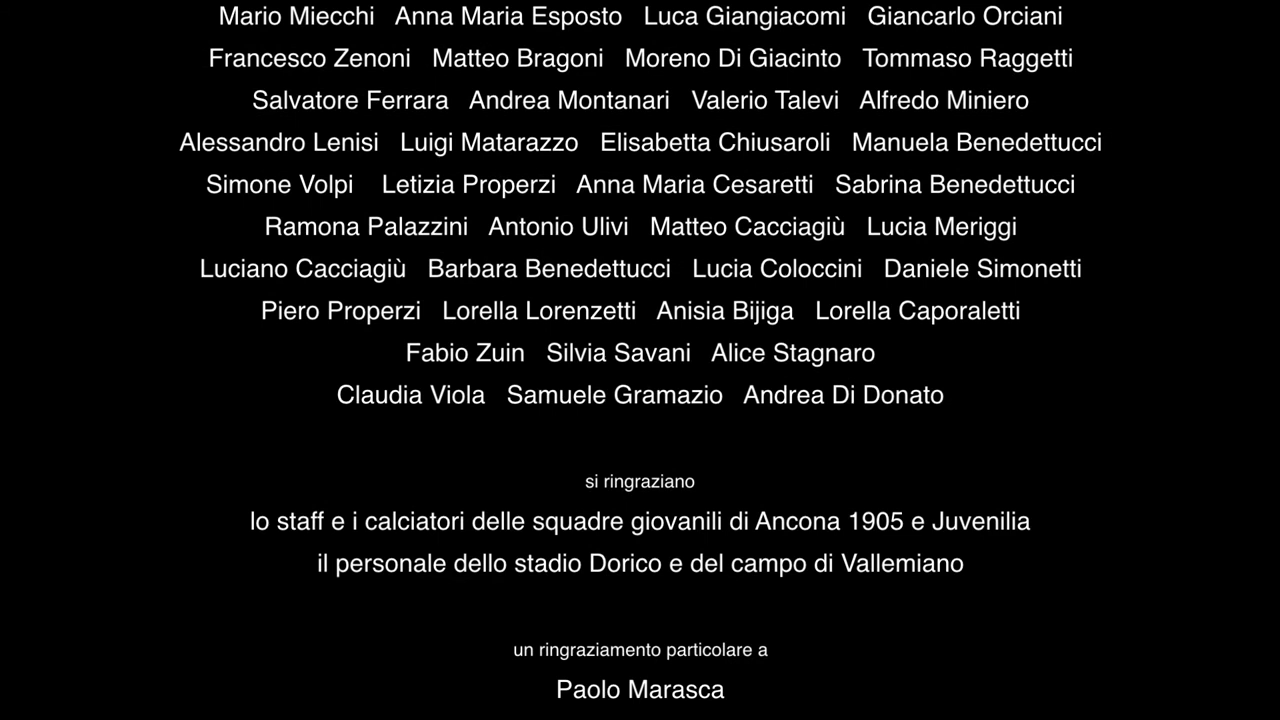 Mario Miecchi Anna Maria Esposto Luca Giangiacomi Giancarlo Orciani
Francesco Zenoni Matteo Bragoni Moreno Di Giacinto Tommaso Raggetti
Salvatore Ferrara Andrea Montanari Valerio Talevi Alfredo Miniero
Alessandro Lenisi Luigi Matarazzo Elisabetta Chiusaroli Manuela Benedettucci
Simone Volpi Letizia Properzi Anna Maria Cesaretti Sabrina Benedettucci
Ramona Palazzini Antonio Ulivi Matteo Cacciagiù Lucia Meriggi
Luciano Cacciagiù Barbara Benedettucci Lucia Coloccini Daniele Simonetti
Piero Properzi Lorella Lorenzetti Anisia Bijiga Lorella Caporaletti
Fabio Zuin Silvia Savani Alice Stagnaro
Claudia Viola Samuele Gramazio Andrea Di Donato
si ringraziano
lo staff e i calciatori delle squadre giovanili di Ancona 1905 e Juvenilia
il personale dello stadio Dorico e del campo di Vallemiano
un ringraziamento particolare a
Paolo Marasca